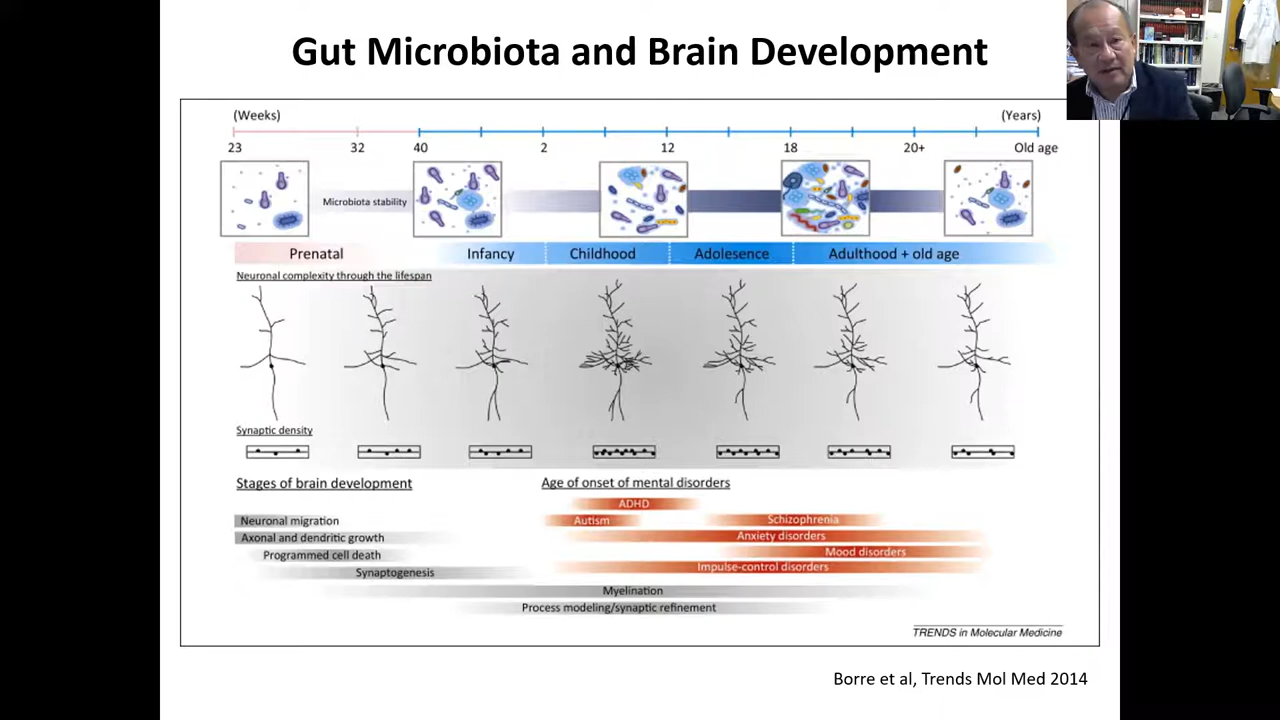 Gut Microbiota and Brain Development
(Weeks) (Years)
23 32 40 2 12 18 20+ Old age
Microbiota stability
Prenatal Infancy Childhood Adolesence Adulthood + old age
Neuronal complexity through the lifespan
Synaptic density
Stages of brain development
Neuronal migration
Axonal and dendritic growth
Programmed cell death
Synaptogenesis
Age of onset of mental disorders
ADHD
Autism Schizophrenia
Anxiety disorders
Mood disorders
Impulse-control disorders
Myelination
Process modeling/synaptic refinement
TRENDS in Molecular Medicine
Borre et al, Trends Mol Med 2014